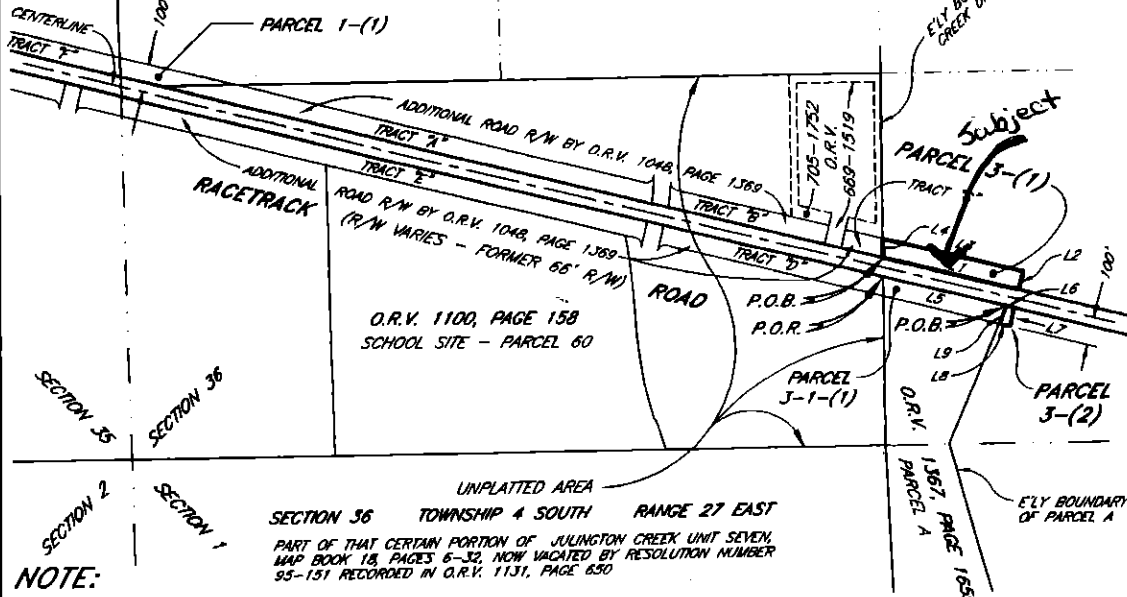 CENTERLINE
100'
PARCEL 1-(1)
E'LY
CREEK
TRACT "F"
ADDITIONAL ROAD R/W BY O.R.V. 1048, PAGE 1369
TRACT "A"
TRACT "E"
ADDITIONAL
ROAD R/W BY O.R.V. 1048, PAGE 1369
(R/W VARIES - FORMER 66' R/W)
RACETRACK
ROAD
TRACT "B"
TRACT "D"
705-1752
O.R.V.
669-1519
Subject
PARCEL 3-(1)
TRACT
L4
L3
L2
L5
L6
100'
P.O.B.
P.O.R.
P.O.B.
L7
L9
L8
O.R.V. 1100, PAGE 158
SCHOOL SITE - PARCEL 60
PARCEL
3-1-(1)
PARCEL
3-(2)
O.R.V. 1367, PAGE 165
PARCEL A
E'LY BOUNDARY
OF PARCEL A
SECTION 35
SECTION 36
SECTION 2
SECTION 1
UNPLATTED AREA
SECTION 36 TOWNSHIP 4 SOUTH RANGE 27 EAST
PART OF THAT CERTAIN PORTION OF JULINGTON CREEK UNIT SEVEN,
MAP BOOK 18, PAGES 6-32, NOW VACATED BY RESOLUTION NUMBER
95-151 RECORDED IN O.R.V. 1131, PAGE 650
NOTE: